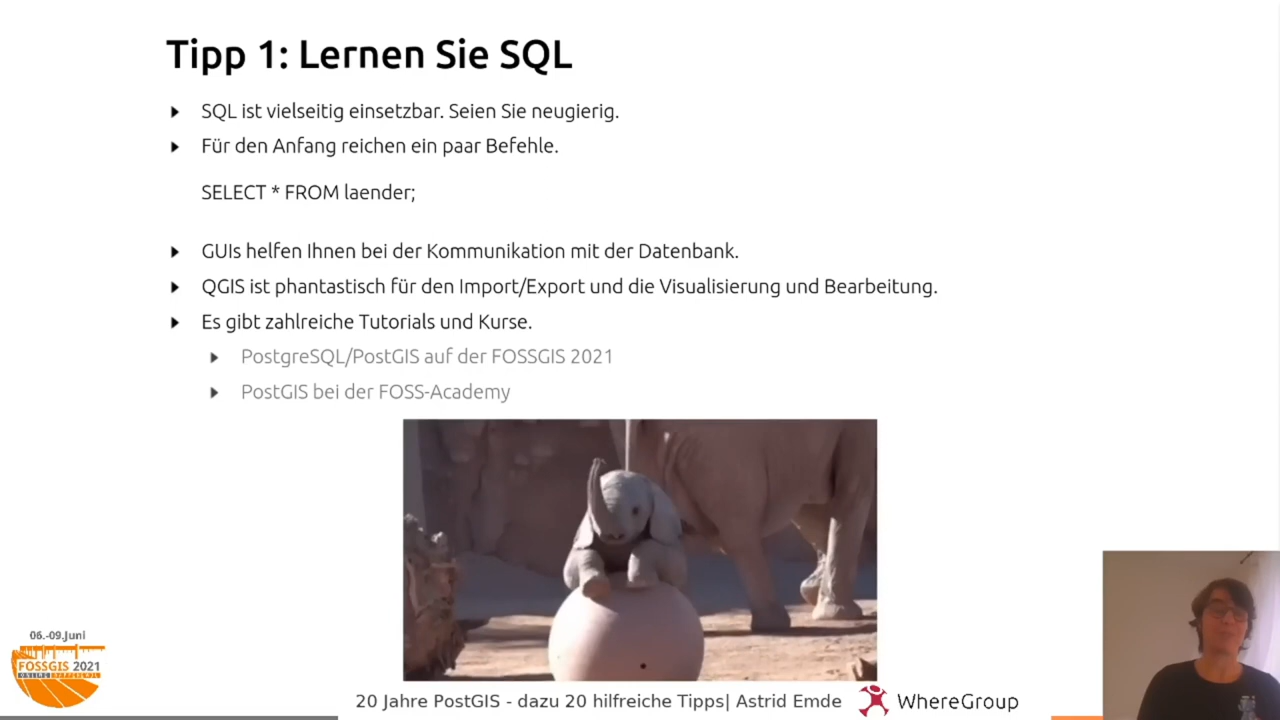 Tipp 1: Lernen Sie SQL
SQL ist vielseitig einsetzbar. Seien Sie neugierig.
Für den Anfang reichen ein paar Befehle.
SELECT * FROM laender;
GUIs helfen Ihnen bei der Kommunikation mit der Datenbank.
QGIS ist phantastisch für den Import/Export und die Visualisierung und Bearbeitung.
Es gibt zahlreiche Tutorials und Kurse.
PostgreSQL/PostGIS auf der FOSSGIS 2021
PostGIS bei der FOSS-Academy
06.-09.Juni
FOSSGIS 2021
20 Jahre PostGIS - dazu 20 hilfreiche Tipps| Astrid Emde
WhereGroup